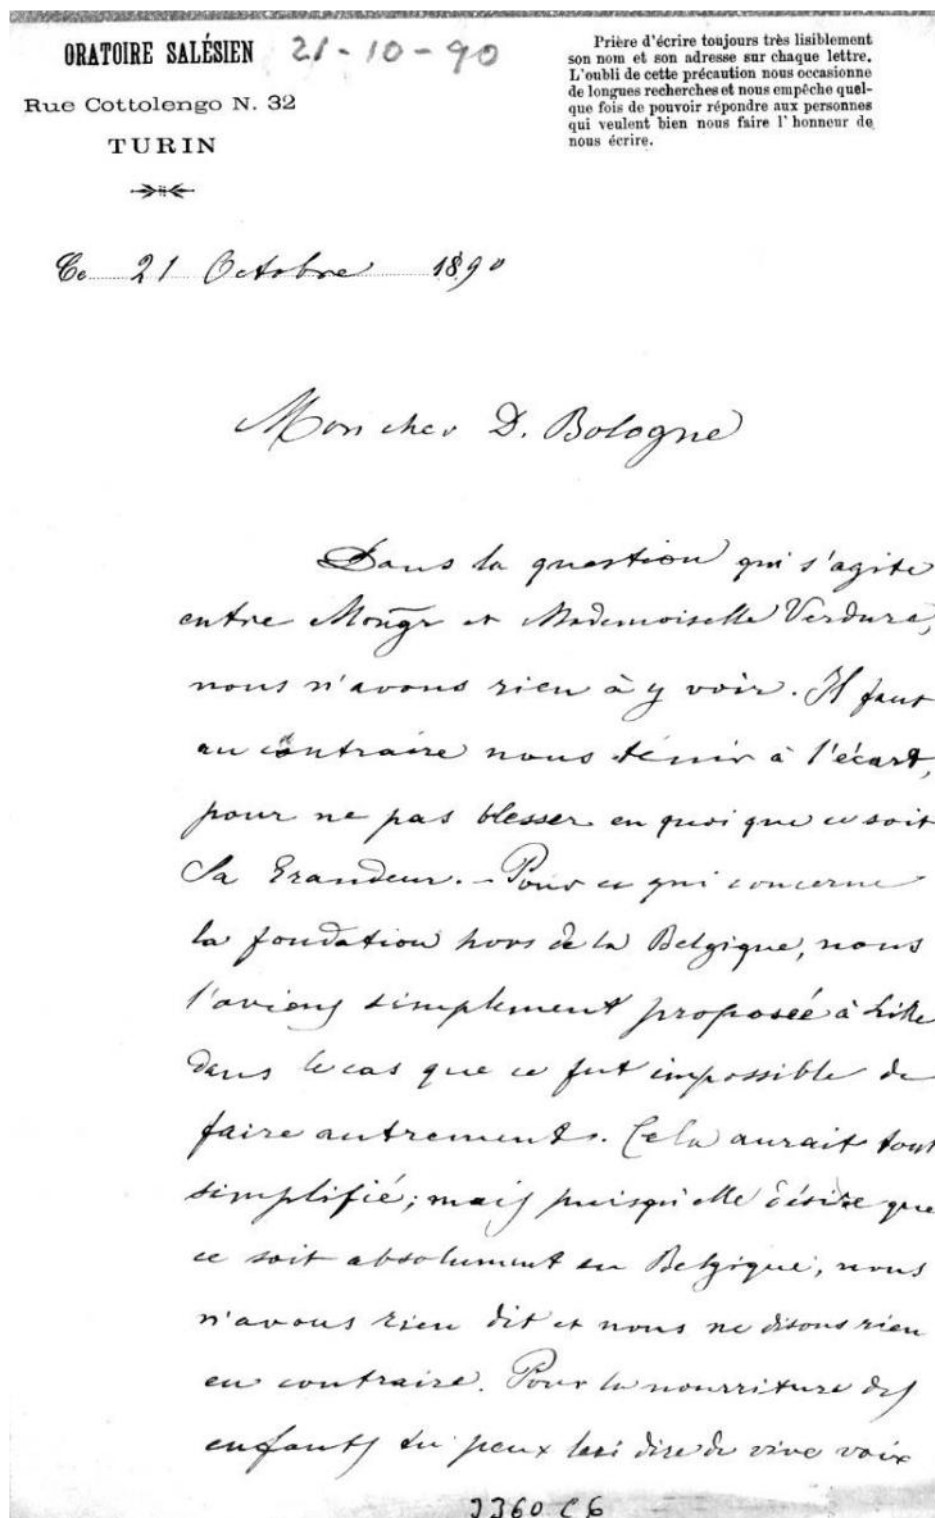 ORATOIRE SALÉSIEN 21-10-90
Rue Cottolengo N. 32
TURIN
Prière d'écrire toujours très lisiblement
son nom et son adresse sur chaque lettre.
L'oubli de cette précaution nous occasionne
de longues recherches et nous empêche quel-
que fois de pouvoir répondre aux personnes
qui veulent bien nous faire l'honneur de
nous écrire.
Ce 21 Octobre 1890
Mon cher D. Bologne
Dans la question qui s'agite
entre Mongr et Mademoiselle Verdure,
nous n'avons rien à y voir. Il faut
au contraire nous tenir à l'écart,
pour ne pas blesser en quoi que ce soit
Sa Grandeur. - Pour ce qui concerne
la fondation hors de la Belgique, nous
l'avions simplement proposée à Lille
dans le cas que ce fut impossible de
faire autrement. Cela aurait tout
simplifié; mais puisqu'elle désire que
ce soit absolument en Belgique, nous
n'avons rien dit et nous ne disons rien
en contraire. Pour la nourriture des
enfants tu peux lui dire de vive voix
3360 C6